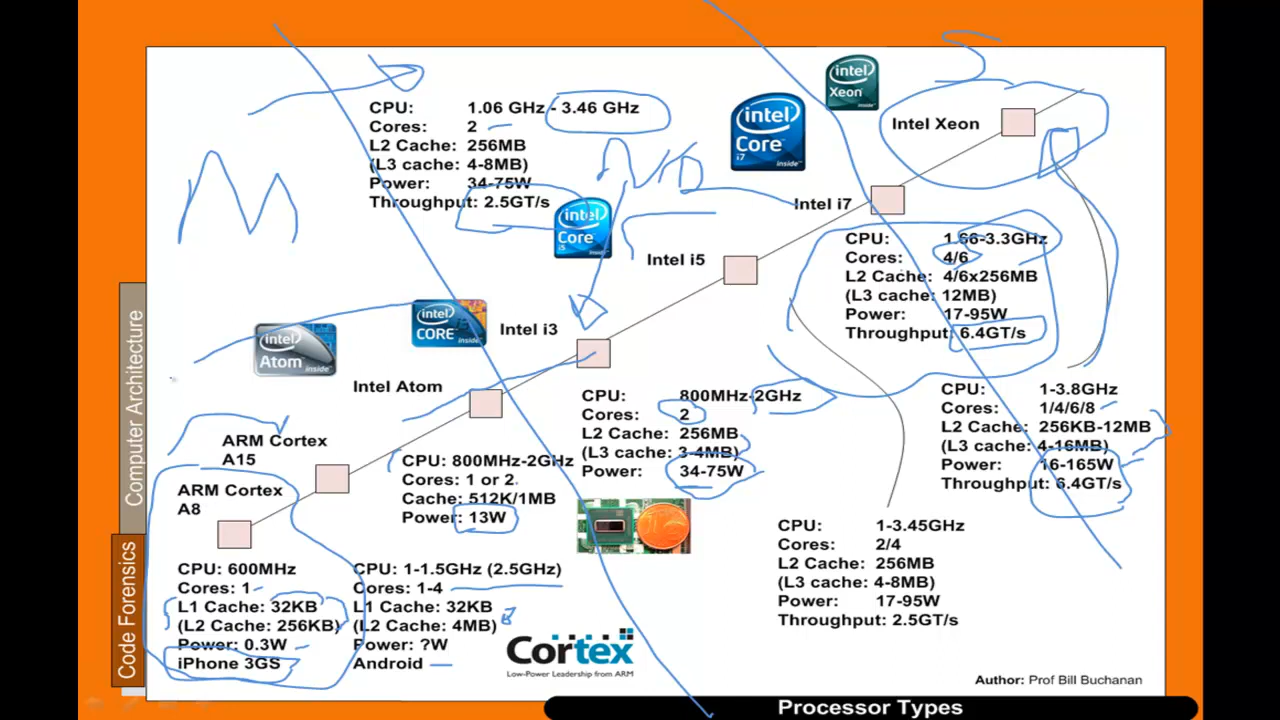 intel
Xeon
inside
CPU: 1.06 GHz - 3.46 GHz
Cores: 2
L2 Cache: 256MB
(L3 cache: 4-8MB)
Power: 34-75W
Throughput: 2.5GT/s
intel
Core
i7
inside
Intel Xeon
M
Intel i7
intel
Core
i5
inside
Intel i5
CPU: 1.66-3.3GHz
Cores: 4/6
L2 Cache: 4/6x256MB
(L3 cache: 12MB)
Power: 17-95W
Throughput: 6.4GT/s
intel
CORE
inside
Intel i3
intel
Atom
inside
Intel Atom
CPU: 800MHz-2GHz
Cores: 2
L2 Cache: 256MB
(L3 cache: 3-4MB)
Power: 34-75W
CPU: 1-3.8GHz
Cores: 1/4/6/8
L2 Cache: 256KB-12MB
(L3 cache: 4-16MB)
Power: 16-165W
Throughput: 6.4GT/s
ARM Cortex
A15
CPU: 800MHz-2GHz
Cores: 1 or 2
Cache: 512K/1MB
Power: 13W
ARM Cortex
A8
CPU: 600MHz
Cores: 1
L1 Cache: 32KB
(L2 Cache: 256KB)
Power: 0.3W
iPhone 3GS
CPU: 1-1.5GHz (2.5GHz)
Cores: 1-4
L1 Cache: 32KB
(L2 Cache: 4MB)
Power: ?W
Android
CPU: 1-3.45GHz
Cores: 2/4
L2 Cache: 256MB
(L3 cache: 4-8MB)
Power: 17-95W
Throughput: 2.5GT/s
Cortex
Low-Power Leadership from ARM
Computer Architecture
Code Forensics
Author: Prof Bill Buchanan
Processor Types